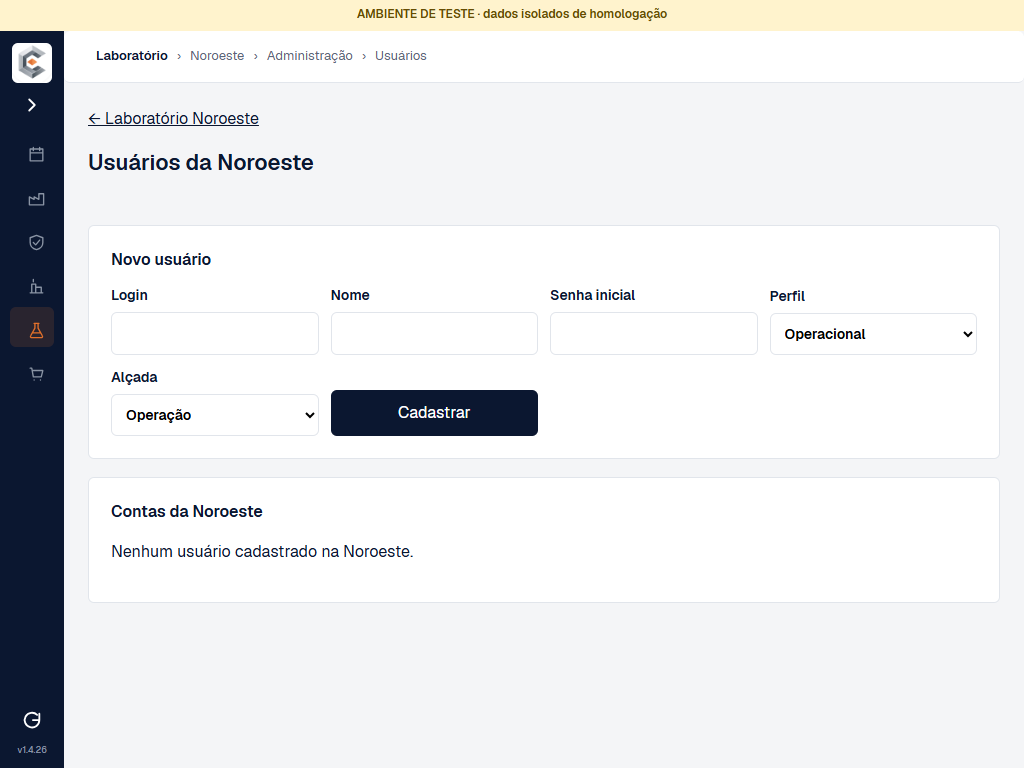 AMBIENTE DE TESTE · dados isolados de homologação
Laboratório › Noroeste › Administração › Usuários
← Laboratório Noroeste
Usuários da Noroeste
Novo usuário
Login
Nome
Senha inicial
Perfil
Operacional
Alçada
Operação
Cadastrar
Contas da Noroeste
Nenhum usuário cadastrado na Noroeste.
v1.4.26